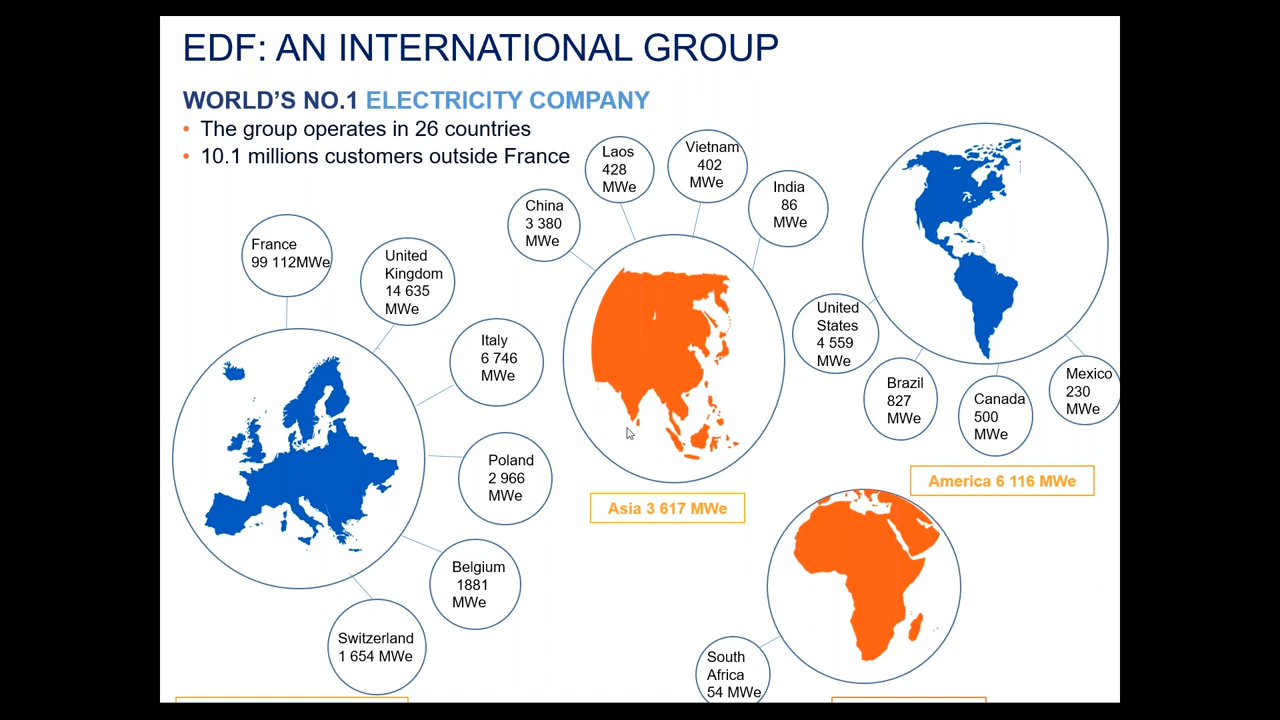 EDF: AN INTERNATIONAL GROUP
WORLD'S NO.1 ELECTRICITY COMPANY
• The group operates in 26 countries
• 10.1 millions customers outside France
France
99 112MWe
United
Kingdom
14 635
MWe
Italy
6 746
MWe
Poland
2 966
MWe
Belgium
1881
MWe
Switzerland
1 654 MWe
China
3 380
MWe
Laos
428
MWe
Vietnam
402
MWe
India
86
MWe
Asia 3 617 MWe
United
States
4 559
MWe
Brazil
827
MWe
Canada
500
MWe
Mexico
230
MWe
America 6 116 MWe
South
Africa
54 MWe